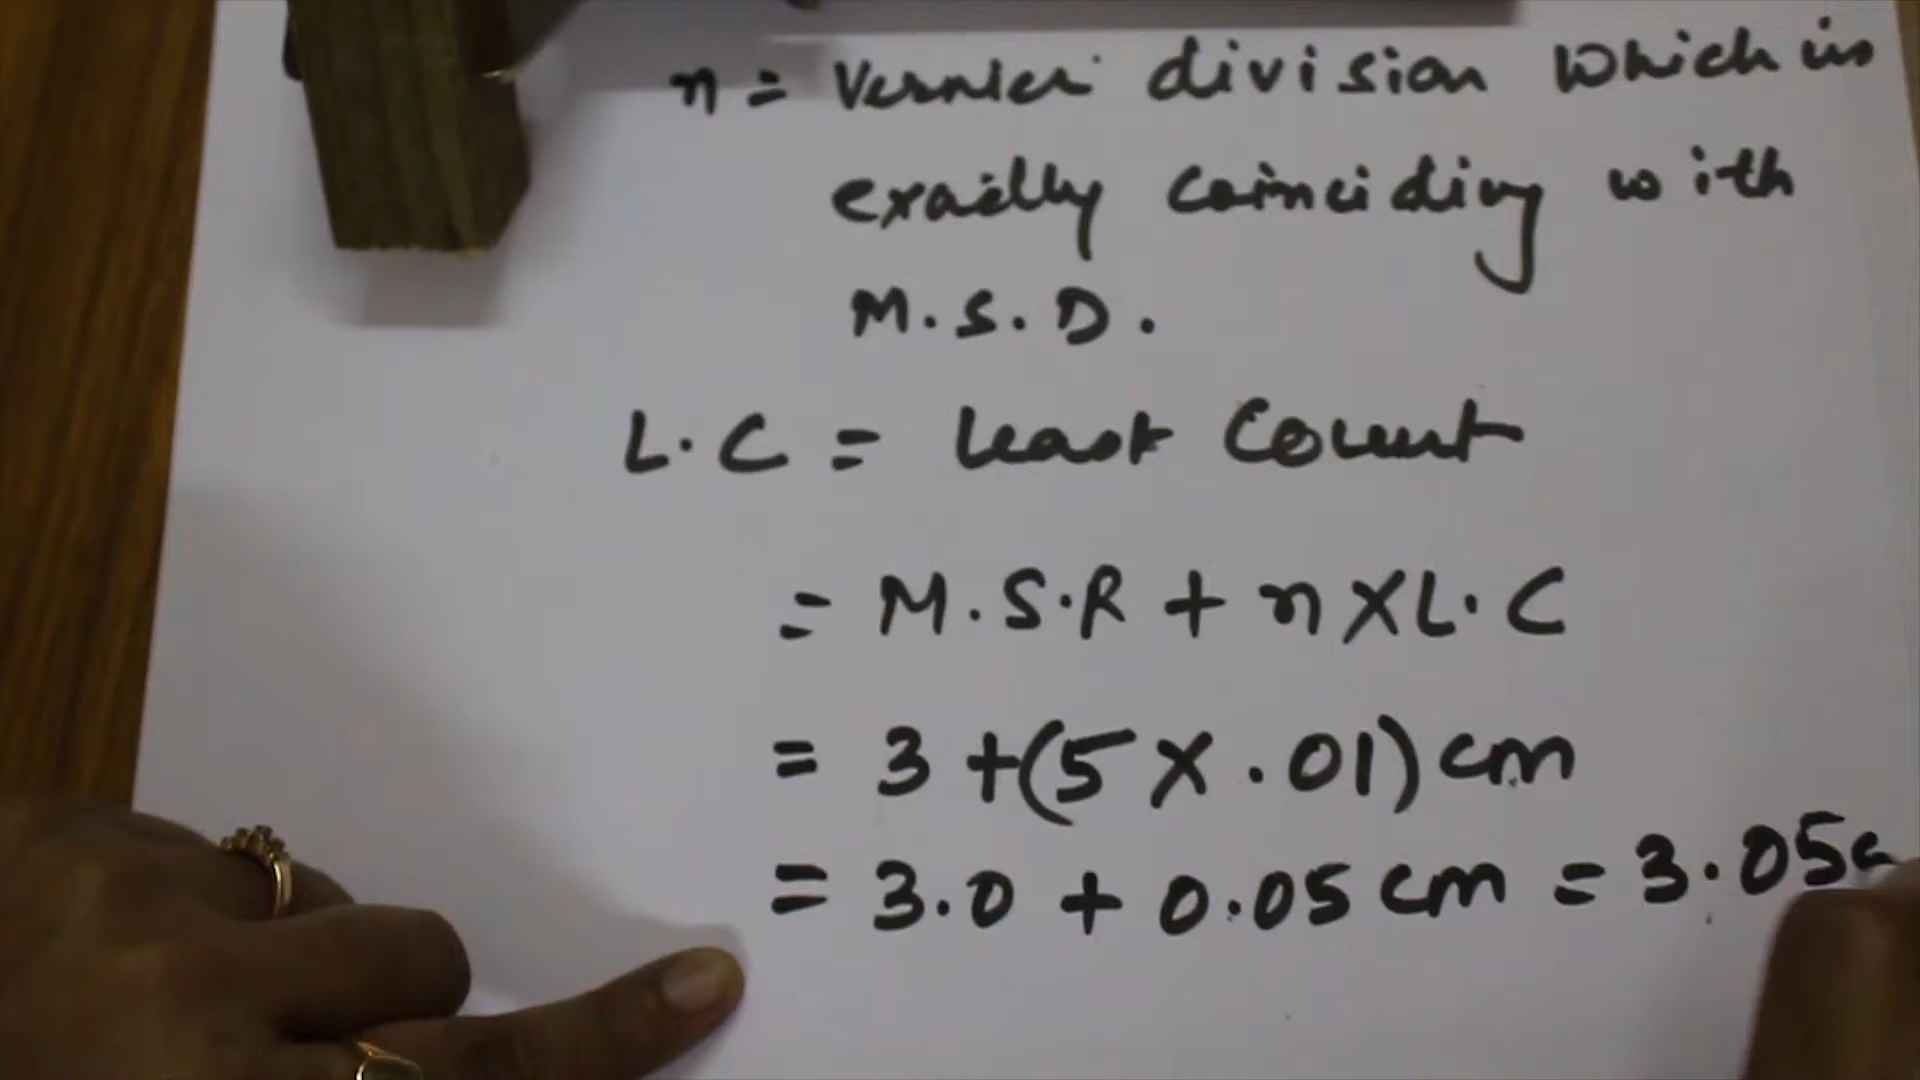 n = Vernier division which is
exactly coinciding with
M.S.D.
L.C = Least Count
= M.S.R + n X L.C
= 3 + (5 X .01) cm
= 3.0 + 0.05 cm = 3.05c